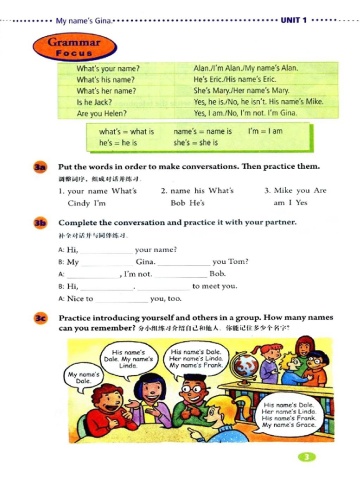 My name's Gina.
UNIT 1
Grammar
Focus
What's your name? Alan./I'm Alan./My name's Alan.
What's his name? He's Eric./His name's Eric.
What's her name? She's Mary./Her name's Mary.
Is he Jack? Yes, he is./No, he isn't. His name's Mike.
Are you Helen? Yes, I am./No, I'm not. I'm Gina.
what's = what is name's = name is I'm = I am
he's = he is she's = she is
3a Put the words in order to make conversations. Then practice them.
调整词序，组成对话并练习.
1. your name What's 2. name his What's 3. Mike you Are
Cindy I'm Bob He's am I Yes
3b Complete the conversation and practice it with your partner.
补全对话并与同伴练习.
A: Hi, ____________ your name?
B: My ____________ Gina. ____________ you Tom?
A: ____________, I'm not. ____________ Bob.
B: Hi, ____________. ____________ to meet you.
A: Nice to ____________ you, too.
3c Practice introducing yourself and others in a group. How many names
can you remember? 分小组练习介绍自己和他人. 你能记住多少个名字?
My name's
Dale.
His name's
Dale. My name's
Linda.
His name's Dale.
Her name's Linda.
My name's Frank.
His name's Dale.
Her name's Linda.
His name's Frank.
My name's Grace.
3